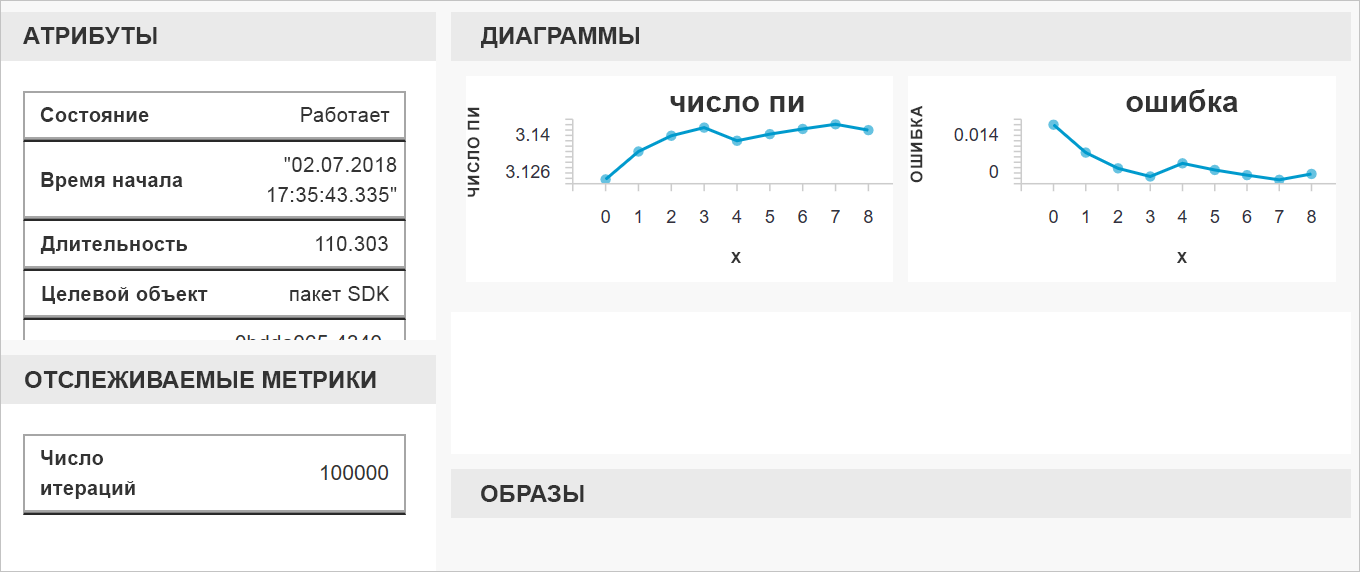 АТРИБУТЫ
Состояние Работает
Время начала "02.07.2018
17:35:43.335"
Длительность 110.303
Целевой объект пакет SDK
ОТСЛЕЖИВАЕМЫЕ МЕТРИКИ
Число
итераций 100000
ДИАГРАММЫ
число пи
ЧИСЛО ПИ
3.14
3.126
0 1 2 3 4 5 6 7 8
X
ошибка
ОШИБКА
0.014
0
0 1 2 3 4 5 6 7 8
X
ОБРАЗЫ